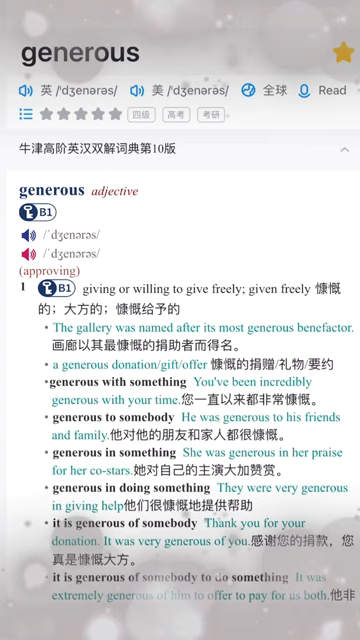 generous
英 /'dʒenərəs/ 美 /'dʒenərəs/ 全球 Read
四级 高考 考研
牛津高阶英汉双解词典第10版
generous adjective
B1
/ˈdʒenərəs/
/ˈdʒenərəs/
(approving)
1 B1 giving or willing to give freely; given freely 慷慨
的；大方的；慷慨给予的
• The gallery was named after its most generous benefactor.
画廊以其最慷慨的捐助者而得名。
• a generous donation/gift/offer 慷慨的捐赠/礼物/要约
•generous with something You've been incredibly
generous with your time.您一直以来都非常慷慨。
• generous to somebody He was generous to his friends
and family.他对他的朋友和家人都很慷慨。
• generous in something She was generous in her praise
for her co-stars.她对自己的主演大加赞赏。
• generous in doing something They were very generous
in giving help他们很慷慨地提供帮助
• it is generous of somebody Thank you for your
donation. It was very generous of you.感谢您的捐款，您
真是慷慨大方。
• it is generous of somebody to do something It was
extremely generous of him to offer to pay for us both.他非